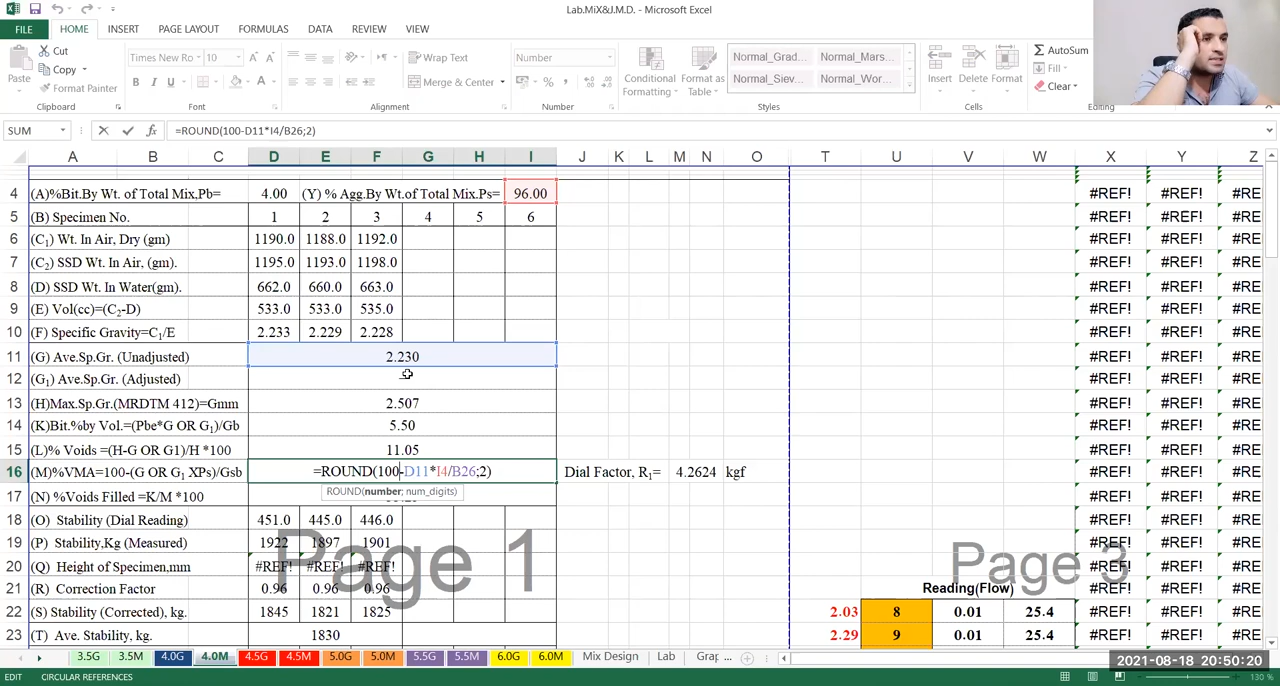 Lab.MiX&J.M.D. - Microsoft Excel
FILE HOME INSERT PAGE LAYOUT FORMULAS DATA REVIEW VIEW
Cut Times New Ro 10 Wrap Text Number Normal_Grad... Normal_Mars... AutoSum
Copy Fill
Paste Format Painter B I U Merge & Center Conditional Formatting Format as Table Normal_Siev... Normal_Wor... Insert Delete Format Clear
Clipboard Font Alignment Number Styles Cells Editing
SUM =ROUND(100-D11*I4/B26;2)
A B C D E F G H I J K L M N O T U V W X Y Z
4 (A)%Bit.By Wt. of Total Mix,Pb= 4.00 (Y) % Agg.By Wt.of Total Mix.Ps= 96.00 #REF! #REF! #RE
5 (B) Specimen No. 1 2 3 4 5 6 #REF! #REF! #RE
6 (C1) Wt. In Air, Dry (gm) 1190.0 1188.0 1192.0 #REF! #REF! #RE
7 (C2) SSD Wt. In Air, (gm). 1195.0 1193.0 1198.0 #REF! #REF! #RE
8 (D) SSD Wt. In Water(gm). 662.0 660.0 663.0 #REF! #REF! #RE
9 (E) Vol(cc)=(C2-D) 533.0 533.0 535.0 #REF! #REF! #RE
10 (F) Specific Gravity=C1/E 2.233 2.229 2.228 #REF! #REF! #RE
11 (G) Ave.Sp.Gr. (Unadjusted) 2.230 #REF! #REF! #RE
12 (G1) Ave.Sp.Gr. (Adjusted) #REF! #REF! #RE
13 (H)Max.Sp.Gr.(MRDTM 412)=Gmm 2.507 #REF! #REF! #RE
14 (K)Bit.%by Vol.=(Pbe*G OR G1)/Gb 5.50 #REF! #REF! #RE
15 (L)% Voids =(H-G OR G1)/H *100 11.05 #REF! #REF! #RE
16 (M)%VMA=100-(G OR G1 XPs)/Gsb =ROUND(100-D11*I4/B26;2) Dial Factor, R1= 4.2624 kgf #REF! #REF! #RE
ROUND(number; num_digits)
17 (N) %Voids Filled =K/M *100 #REF! #REF! #RE
18 (O) Stability (Dial Reading) 451.0 445.0 446.0 #REF! #REF! #RE
19 (P) Stability,Kg (Measured) 1922 1897 1901 #REF! #REF! #RE
20 (Q) Height of Specimen,mm #REF! #REF! #REF! #REF! #REF! #RE
Page 1 Page 3
21 (R) Correction Factor 0.96 0.96 0.96 Reading(Flow) #REF! #REF! #RE
22 (S) Stability (Corrected), kg. 1845 1821 1825 2.03 8 0.01 25.4 #REF! #REF! #RE
23 (T) Ave. Stability, kg. 1830 2.29 9 0.01 25.4 #REF! #REF! #RE
3.5G 3.5M 4.0G 4.0M 4.5G 4.5M 5.0G 5.0M 5.5G 5.5M 6.0G 6.0M Mix Design Lab Grap ...
2021-08-18 20:50:20
EDIT CIRCULAR REFERENCES 130 %